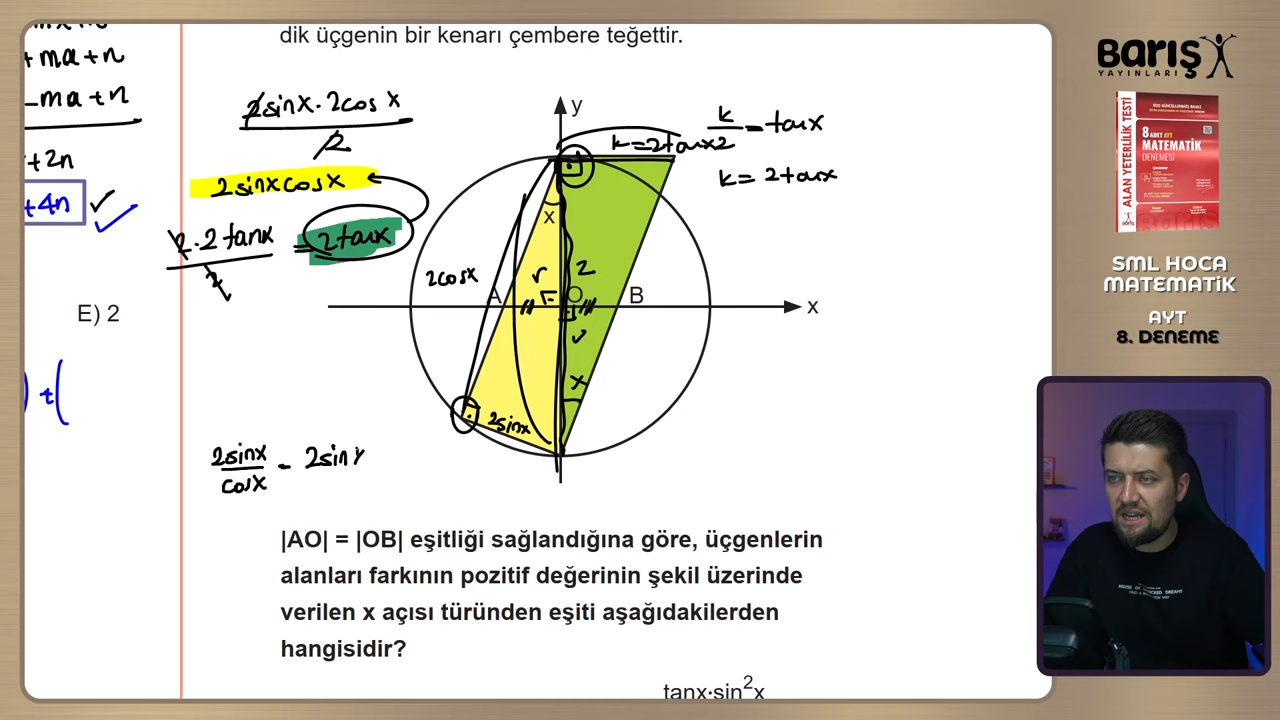 +ma+n
-ma+n
+2n
+4n
E) 2
dik üçgenin bir kenarı çembere teğettir.
2sinx·2cosx
2
2sinxcosx
2·2tanx = 2tanx
2
y
k=2tanx
2
k/2 = tanx
k = 2tanx
x
2cosx
r
2
A
O
B
x
x
2sinx
2sinx/cosx - 2sinx
|AO| = |OB| eşitliği sağlandığına göre, üçgenlerin
alanları farkının pozitif değerinin şekil üzerinde
verilen x açısı türünden eşiti aşağıdakilerden
hangisidir?
tanx·sin²x
BARIŞ
YAYINLARI
ALAN YETERLİLİK TESTİ
8 ADET AYT
MATEMATİK
DENEMESİ
SML HOCA
MATEMATİK
AYT
8. DENEME